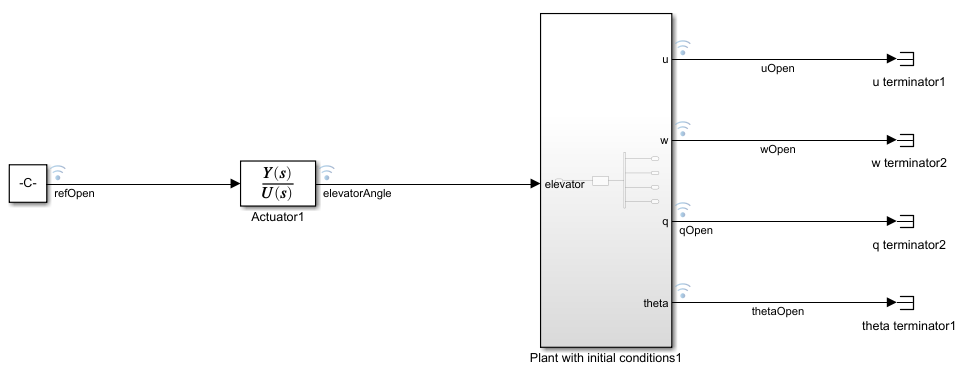 -C-
refOpen
Y(s)
U(s)
Actuator1
elevatorAngle
elevator
u
w
q
theta
Plant with initial conditions1
uOpen
u terminator1
wOpen
w terminator2
qOpen
q terminator2
thetaOpen
theta terminator1